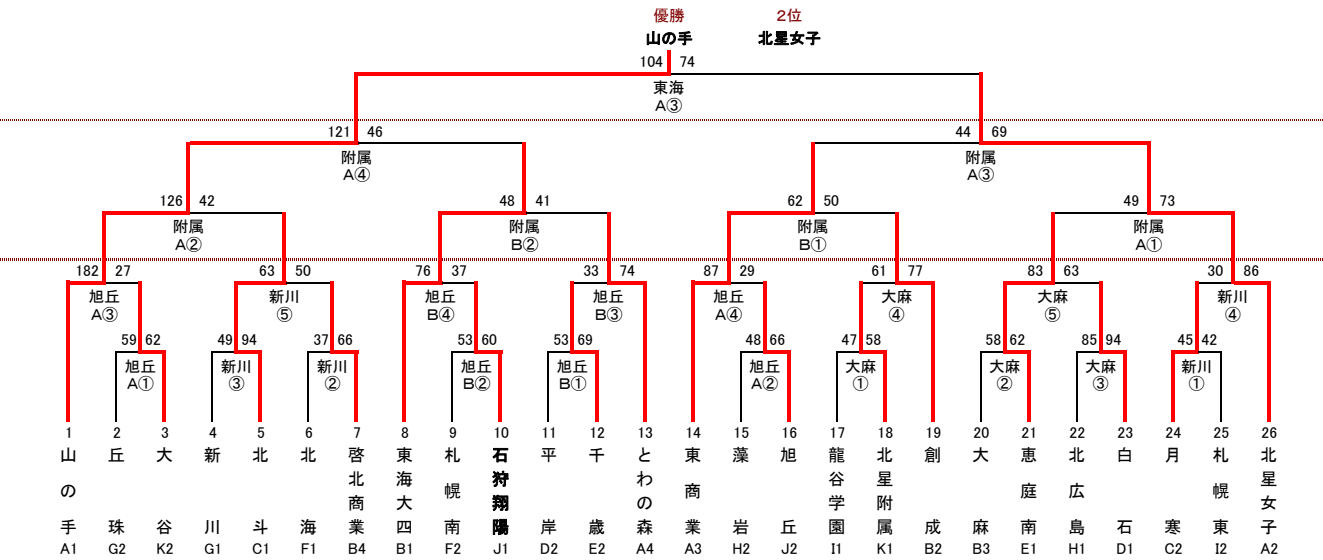 優勝 2位
山の手 北星女子
104 74
東海
A③
121 46 44 69
附属 附属
A④ A③
126 42 48 41 62 50 49 73
附属 附属 附属 附属
A② B② B① A①
182 27 63 50 76 37 33 74 87 29 61 77 83 63 30 86
旭丘 新川 旭丘 旭丘 旭丘 大麻 大麻 新川
A③ ⑤ B④ B③ A④ ④ ⑤ ④
59 62 49 94 37 66 53 60 53 69 48 66 47 58 58 62 85 94 45 42
旭丘 新川 新川 旭丘 旭丘 旭丘 大麻 大麻 大麻 新川
A① ③ ② B② B① A② ① ② ③ ①
1 2 3 4 5 6 7 8 9 10 11 12 13 14 15 16 17 18 19 20 21 22 23 24 25 26
山の手 丘珠 大谷 新川 北斗 北海 啓北商業 東海大四 札幌南 石狩翔陽 平岸 千歳 とわの森 東商業 藻岩 旭丘 龍谷学園 北星附属 創成 大麻 恵庭南 北広島 白石 月寒 札幌東 北星女子
A1 G2 K2 G1 C1 F1 B4 B1 F2 J1 D2 E2 A4 A3 H2 J2 I1 K1 B2 B3 E1 H1 D1 C2 I2 A2